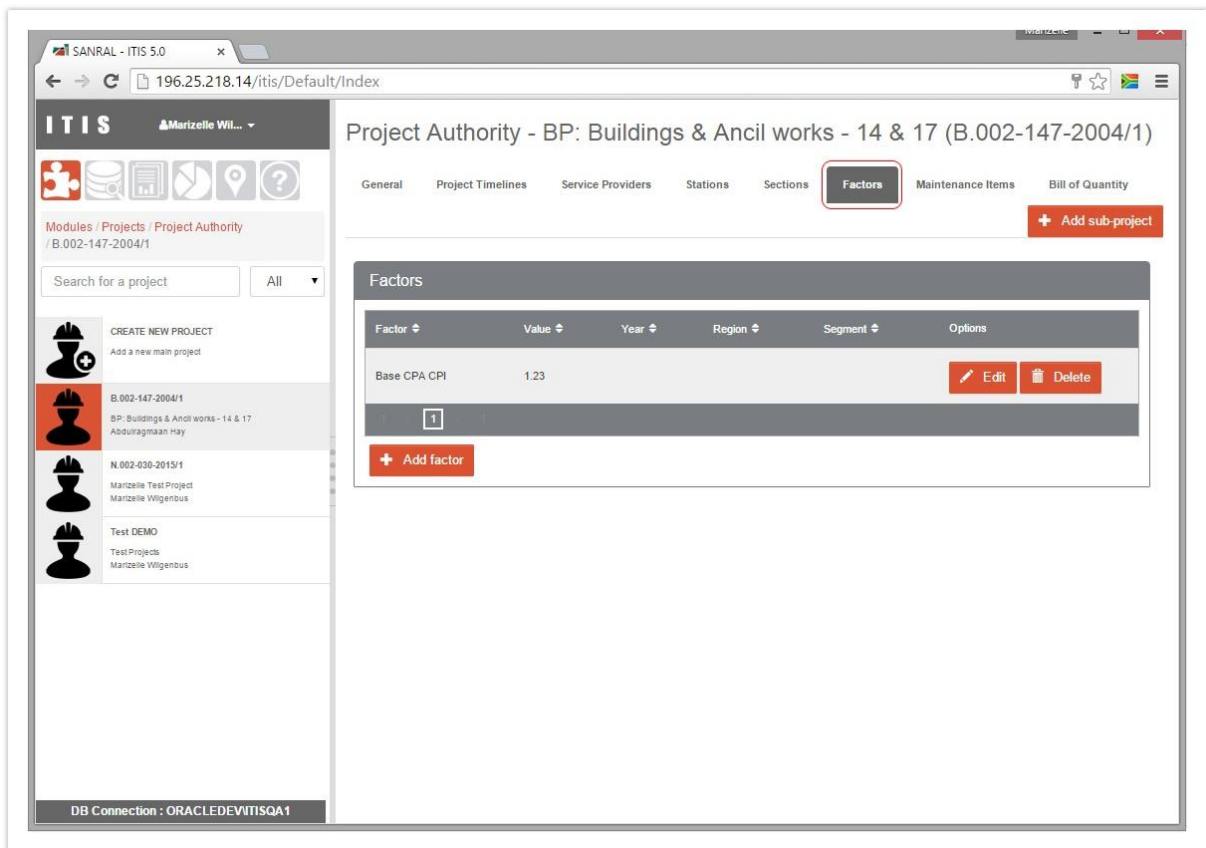 Marizelle
SANRAL - ITIS 5.0
196.25.218.14/itis/Default/Index
ITIS
Marizelle Wil...
Modules / Projects / Project Authority
/ B.002-147-2004/1
Search for a project
All
CREATE NEW PROJECT
Add a new main project
B.002-147-2004/1
BP: Buildings & Ancil works - 14 & 17
Abdulragmaan Hay
N.002-030-2015/1
Marizelle Test Project
Marizelle Wilgenbus
Test DEMO
Test Projects
Marizelle Wilgenbus
DB Connection : ORACLEDEV\ITISQA1
Project Authority - BP: Buildings & Ancil works - 14 & 17 (B.002-147-2004/1)
General Project Timelines Service Providers Stations Sections Factors Maintenance Items Bill of Quantity
Add sub-project
Factors
Factor Value Year Region Segment Options
Base CPA CPI 1.23 Edit Delete
1
Add factor